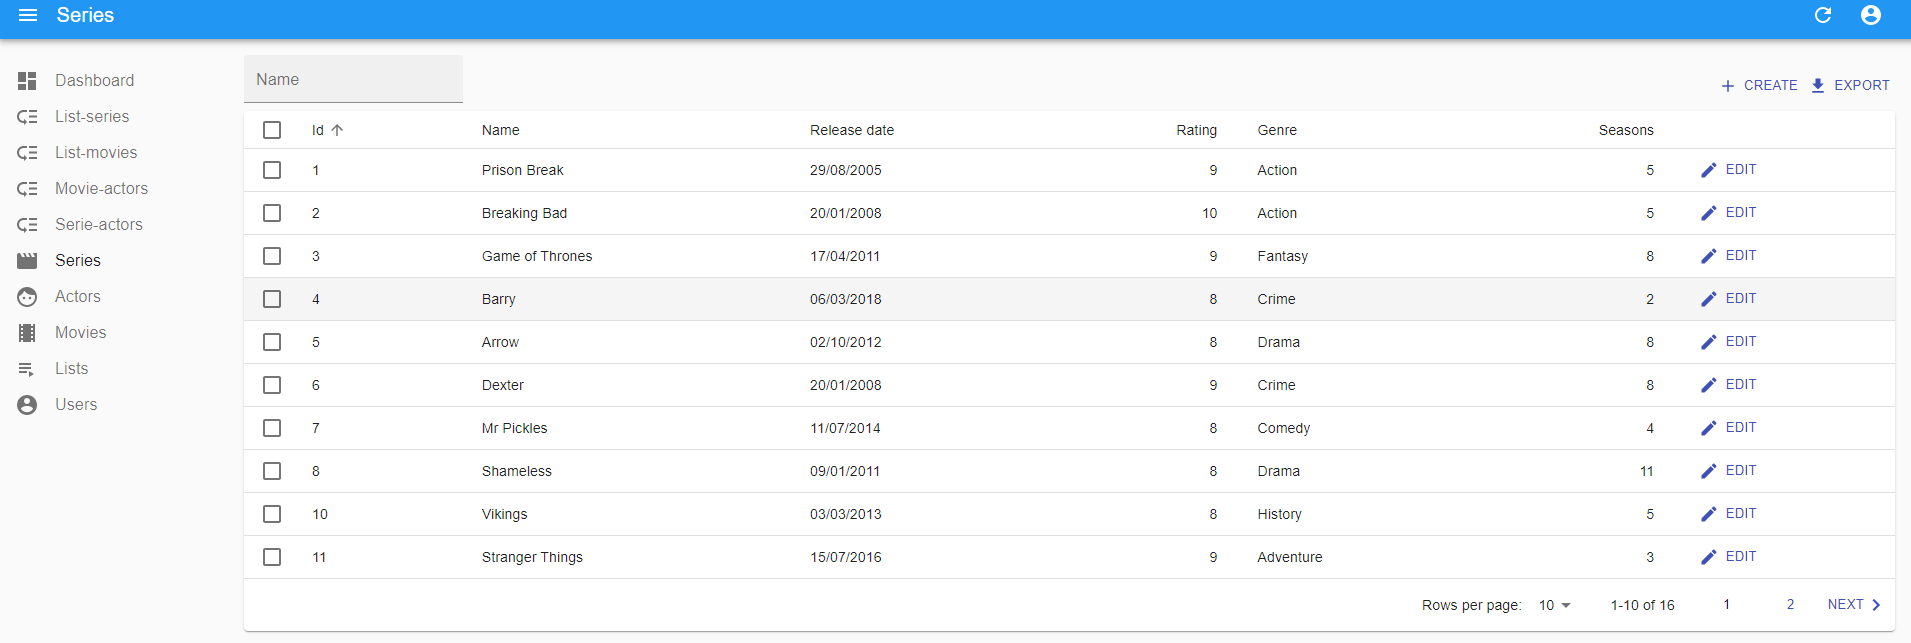 Series
Dashboard
List-series
List-movies
Movie-actors
Serie-actors
Series
Actors
Movies
Lists
Users
Name
CREATE EXPORT
Id Name Release date Rating Genre Seasons
1 Prison Break 29/08/2005 9 Action 5 EDIT
2 Breaking Bad 20/01/2008 10 Action 5 EDIT
3 Game of Thrones 17/04/2011 9 Fantasy 8 EDIT
4 Barry 06/03/2018 8 Crime 2 EDIT
5 Arrow 02/10/2012 8 Drama 8 EDIT
6 Dexter 20/01/2008 9 Crime 8 EDIT
7 Mr Pickles 11/07/2014 8 Comedy 4 EDIT
8 Shameless 09/01/2011 8 Drama 11 EDIT
10 Vikings 03/03/2013 8 History 5 EDIT
11 Stranger Things 15/07/2016 9 Adventure 3 EDIT
Rows per page: 10 1-10 of 16 1 2 NEXT